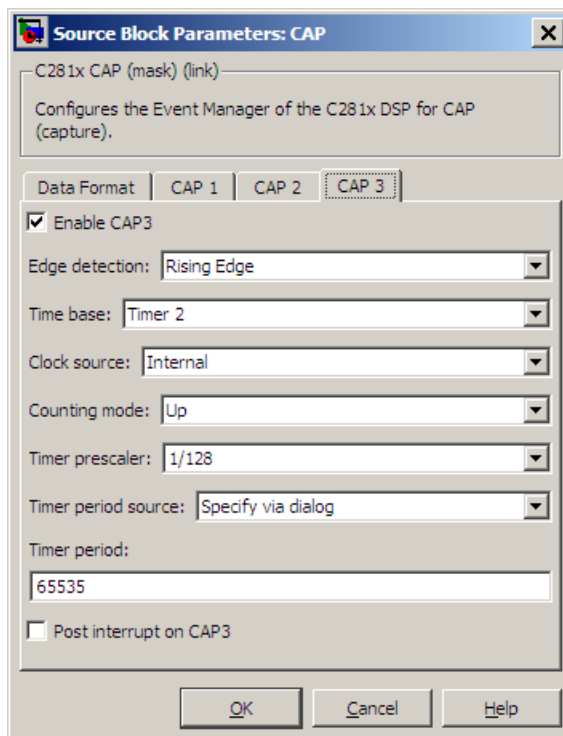 Source Block Parameters: CAP
C281x CAP (mask) (link)
Configures the Event Manager of the C281x DSP for CAP
(capture).
Data Format CAP 1 CAP 2 CAP 3
Enable CAP3
Edge detection: Rising Edge
Time base: Timer 2
Clock source: Internal
Counting mode: Up
Timer prescaler: 1/128
Timer period source: Specify via dialog
Timer period:
65535
Post interrupt on CAP3
OK Cancel Help